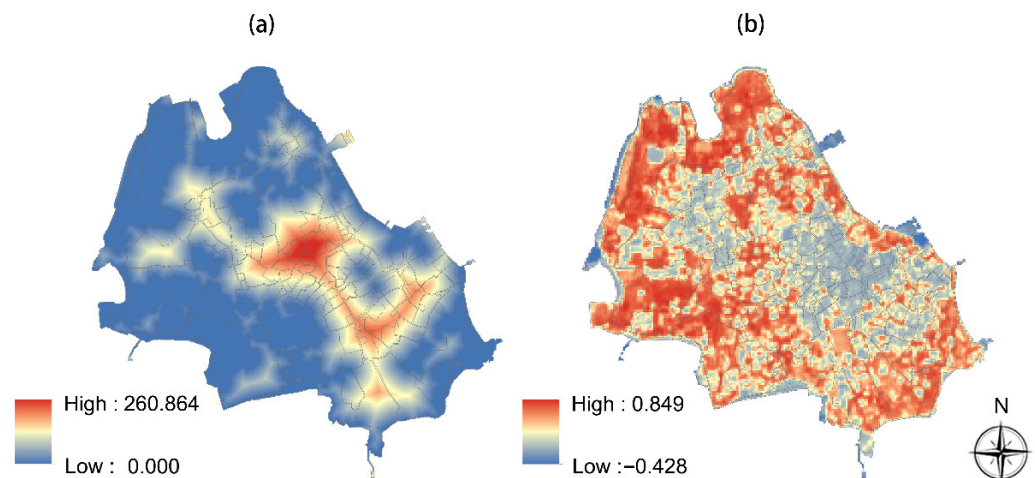 (a)
(b)
High : 260.864
Low : 0.000
High : 0.849
Low : −0.428
N